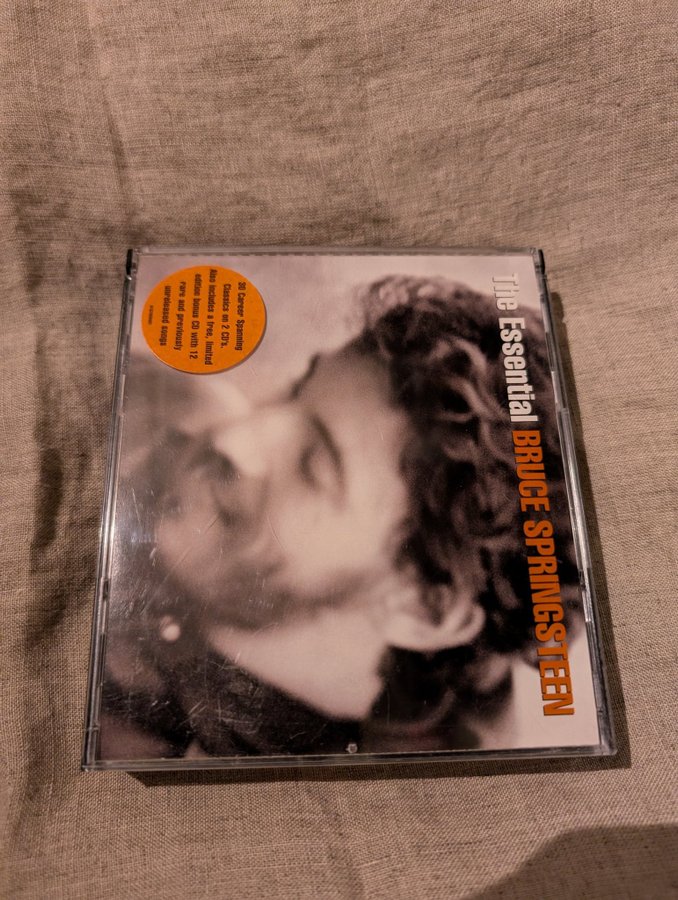 The Essential BRUCE SPRINGSTEEN
30 Career Spanning
Classics on 2 CD's.
Also includes a free, limited
edition bonus CD with 12
rare and previously
unreleased songs